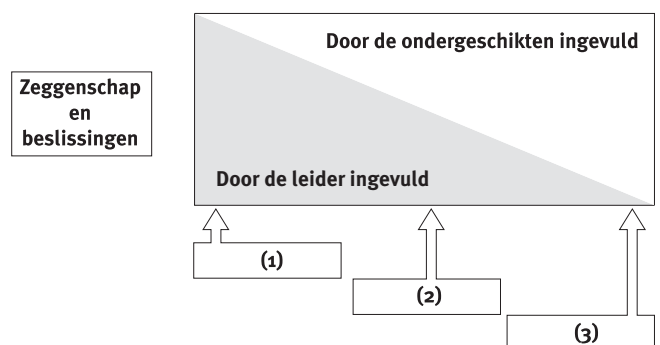 Door de ondergeschikten ingevuld
Zeggenschap
en
beslissingen
Door de leider ingevuld
(1)
(2)
(3)